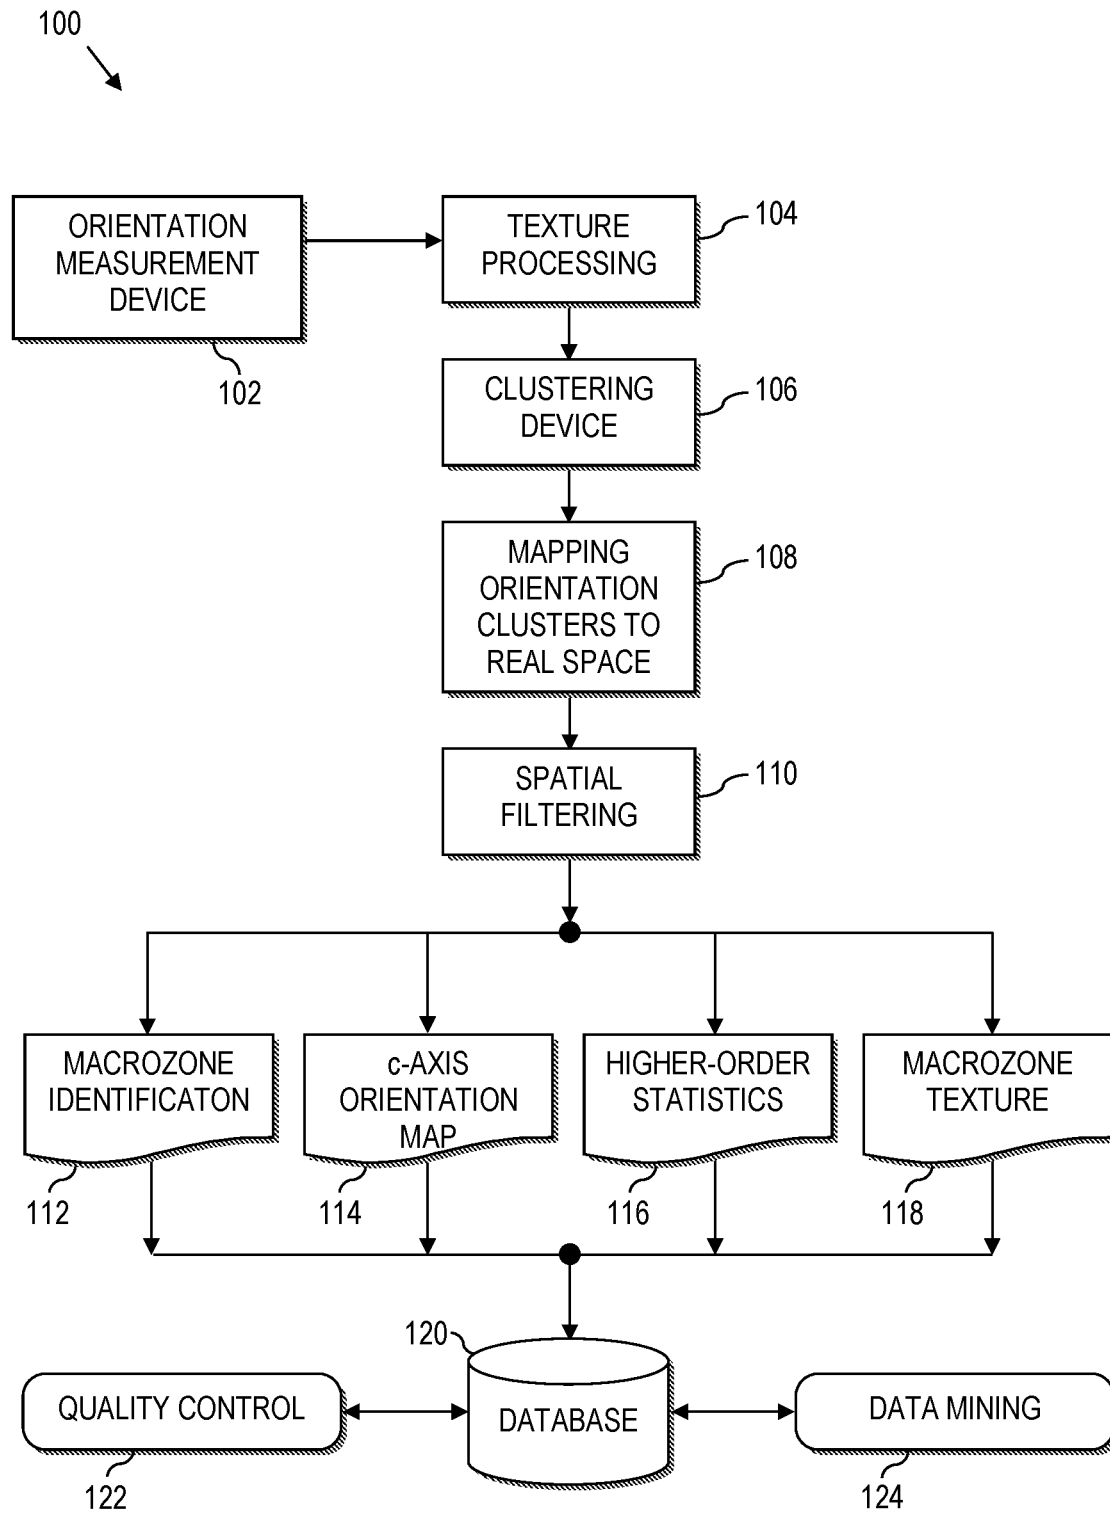 100
ORIENTATION
MEASUREMENT
DEVICE
102
TEXTURE
PROCESSING
104
CLUSTERING
DEVICE
106
MAPPING
ORIENTATION
CLUSTERS TO
REAL SPACE
108
SPATIAL
FILTERING
110
MACROZONE
IDENTIFICATON
112
c-AXIS
ORIENTATION
MAP
114
HIGHER-ORDER
STATISTICS
116
MACROZONE
TEXTURE
118
120
QUALITY CONTROL
122
DATABASE
DATA MINING
124